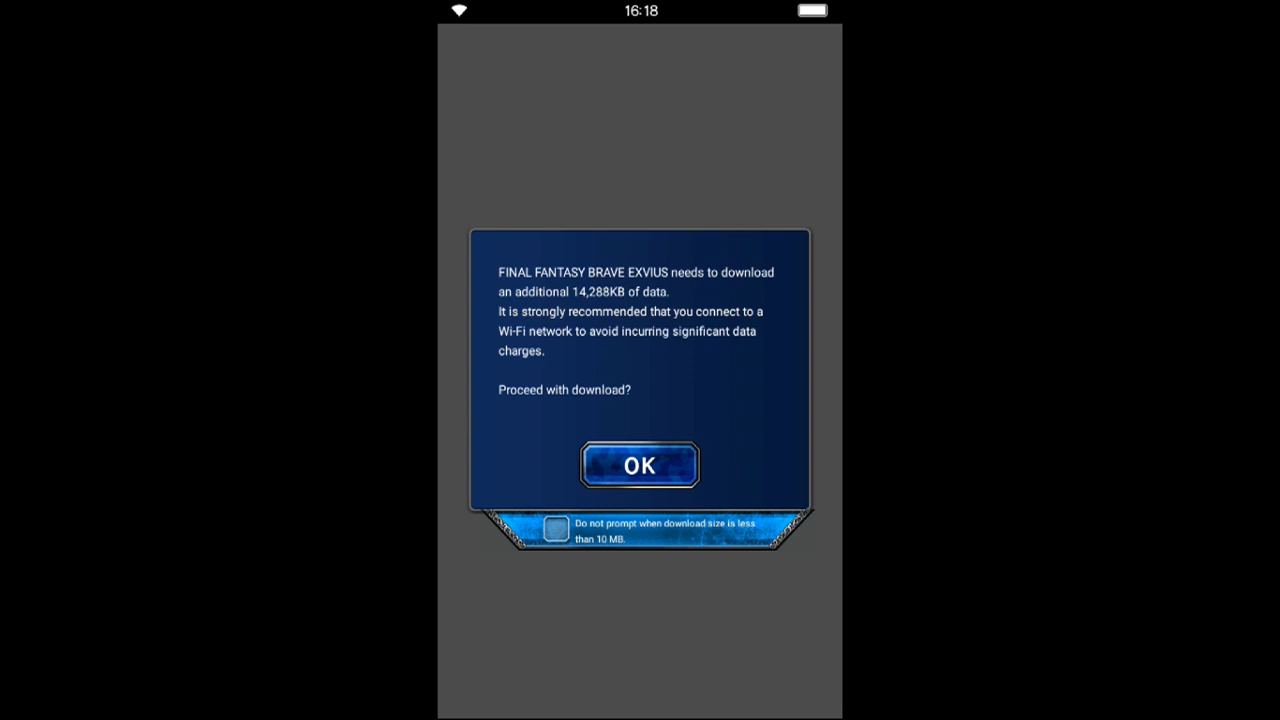 16:18
FINAL FANTASY BRAVE EXVIUS needs to download
an additional 14,288KB of data.
It is strongly recommended that you connect to a
Wi-Fi network to avoid incurring significant data
charges.
Proceed with download?
OK
Do not prompt when download size is less
than 10 MB.